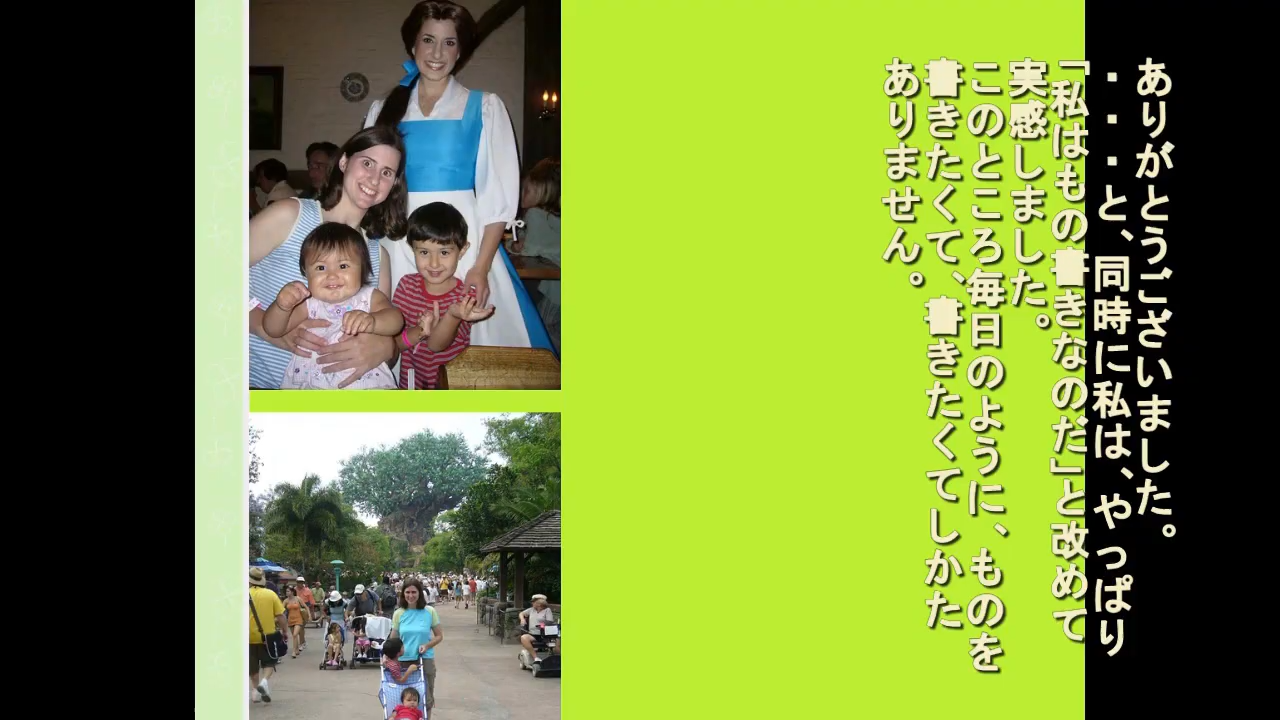 ありがとうございました。
・・・と、同時に私は、やっぱり
「私はもの書きなのだ」と改めて
実感しました。
このところ毎日のように、ものを
書きたくて、書きたくてしかた
ありません。